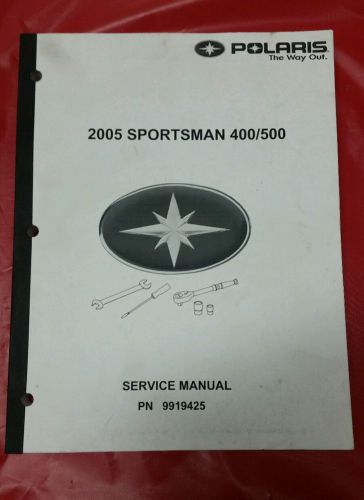 POLARIS
The Way Out.
2005 SPORTSMAN 400/500
SERVICE MANUAL
PN 9919425